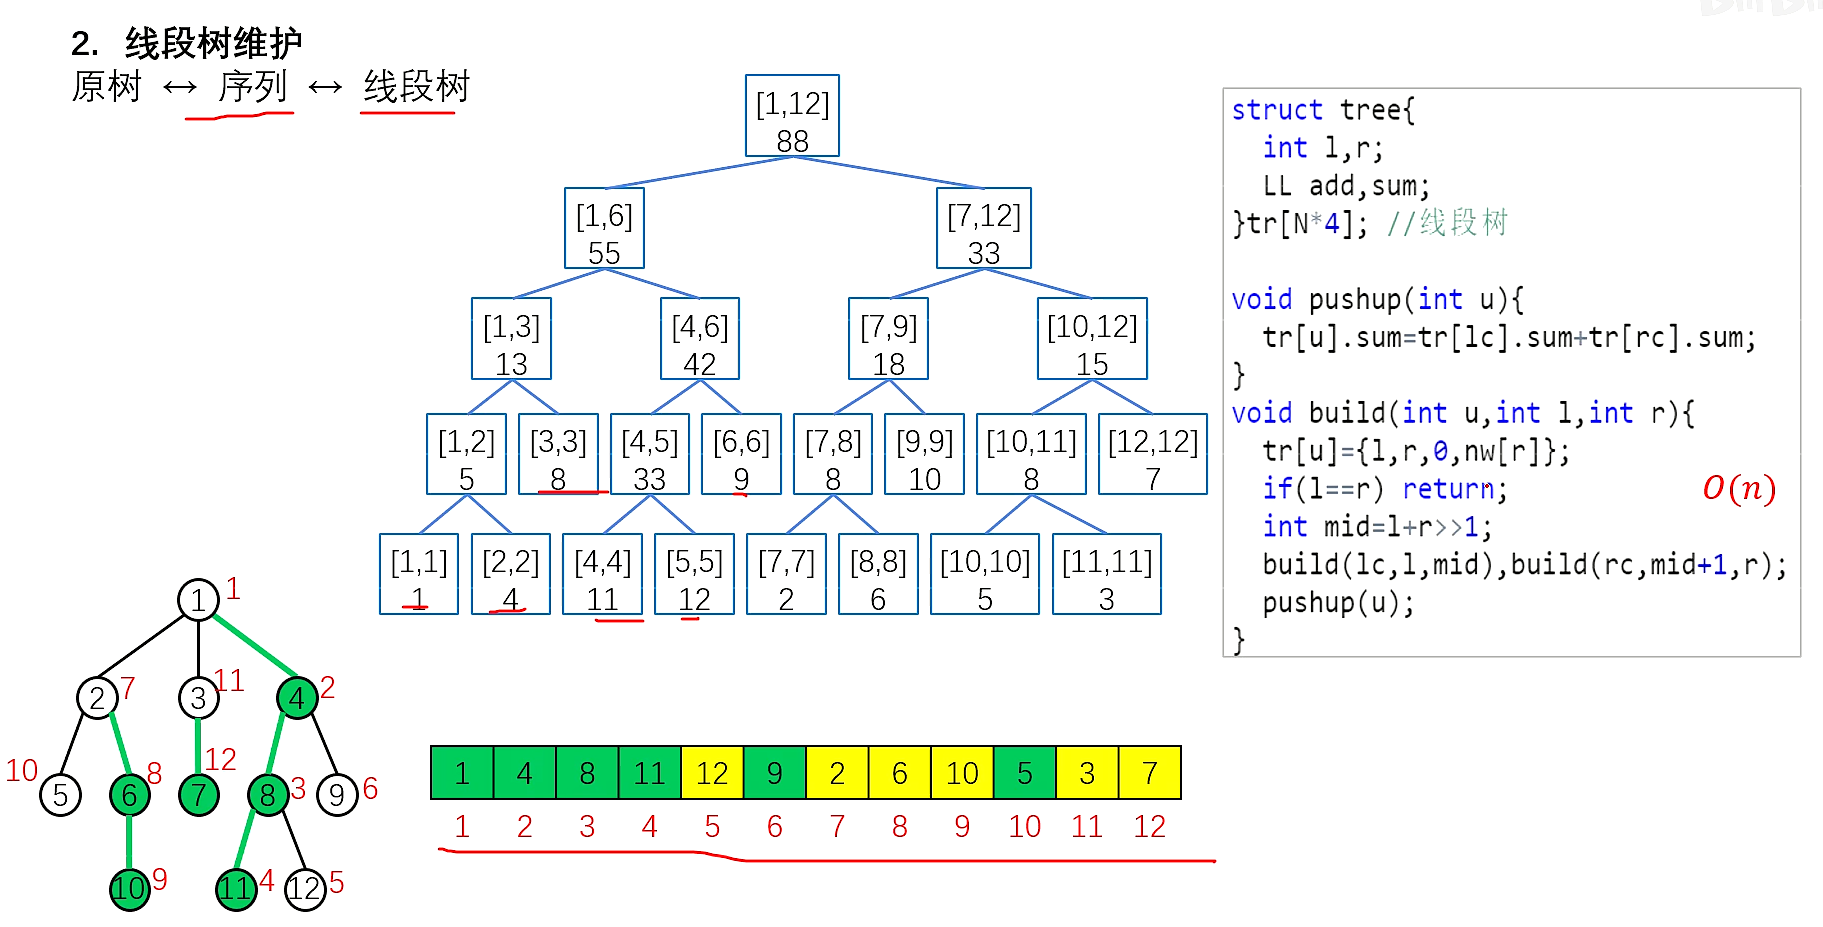 2. 线段树维护
原树 ↔ 序列 ↔ 线段树
[1,12]
88
[1,6]
55
[7,12]
33
[1,3]
13
[4,6]
42
[7,9]
18
[10,12]
15
[1,2]
5
[3,3]
8
[4,5]
33
[6,6]
9
[7,8]
8
[9,9]
10
[10,11]
8
[12,12]
7
[1,1]
1
[2,2]
4
[4,4]
11
[5,5]
12
[7,7]
2
[8,8]
6
[10,10]
5
[11,11]
3
struct tree{
  int l,r;
  LL add,sum;
}tr[N*4]; //线段树
void pushup(int u){
  tr[u].sum=tr[lc].sum+tr[rc].sum;
}
void build(int u,int l,int r){
  tr[u]={l,r,0,nw[r]};
  if(l==r) return;
  int mid=l+r>>1;
  build(lc,l,mid),build(rc,mid+1,r);
  pushup(u);
}
O(n)
1 1
2 7 3 11 4 2
10 5 6 8 7 12 8 3 9 6
10 9 11 4 12 5
1 4 8 11 12 9 2 6 10 5 3 7
1 2 3 4 5 6 7 8 9 10 11 12